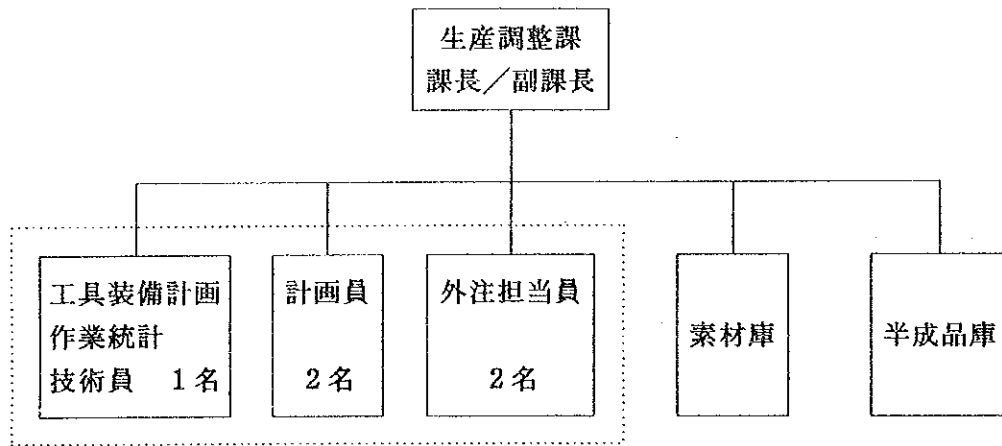 生産調整課
課長／副課長
工具装備計画
作業統計
技術員 1名
計画員
2名
外注担当員
2名
素材庫
半成品庫